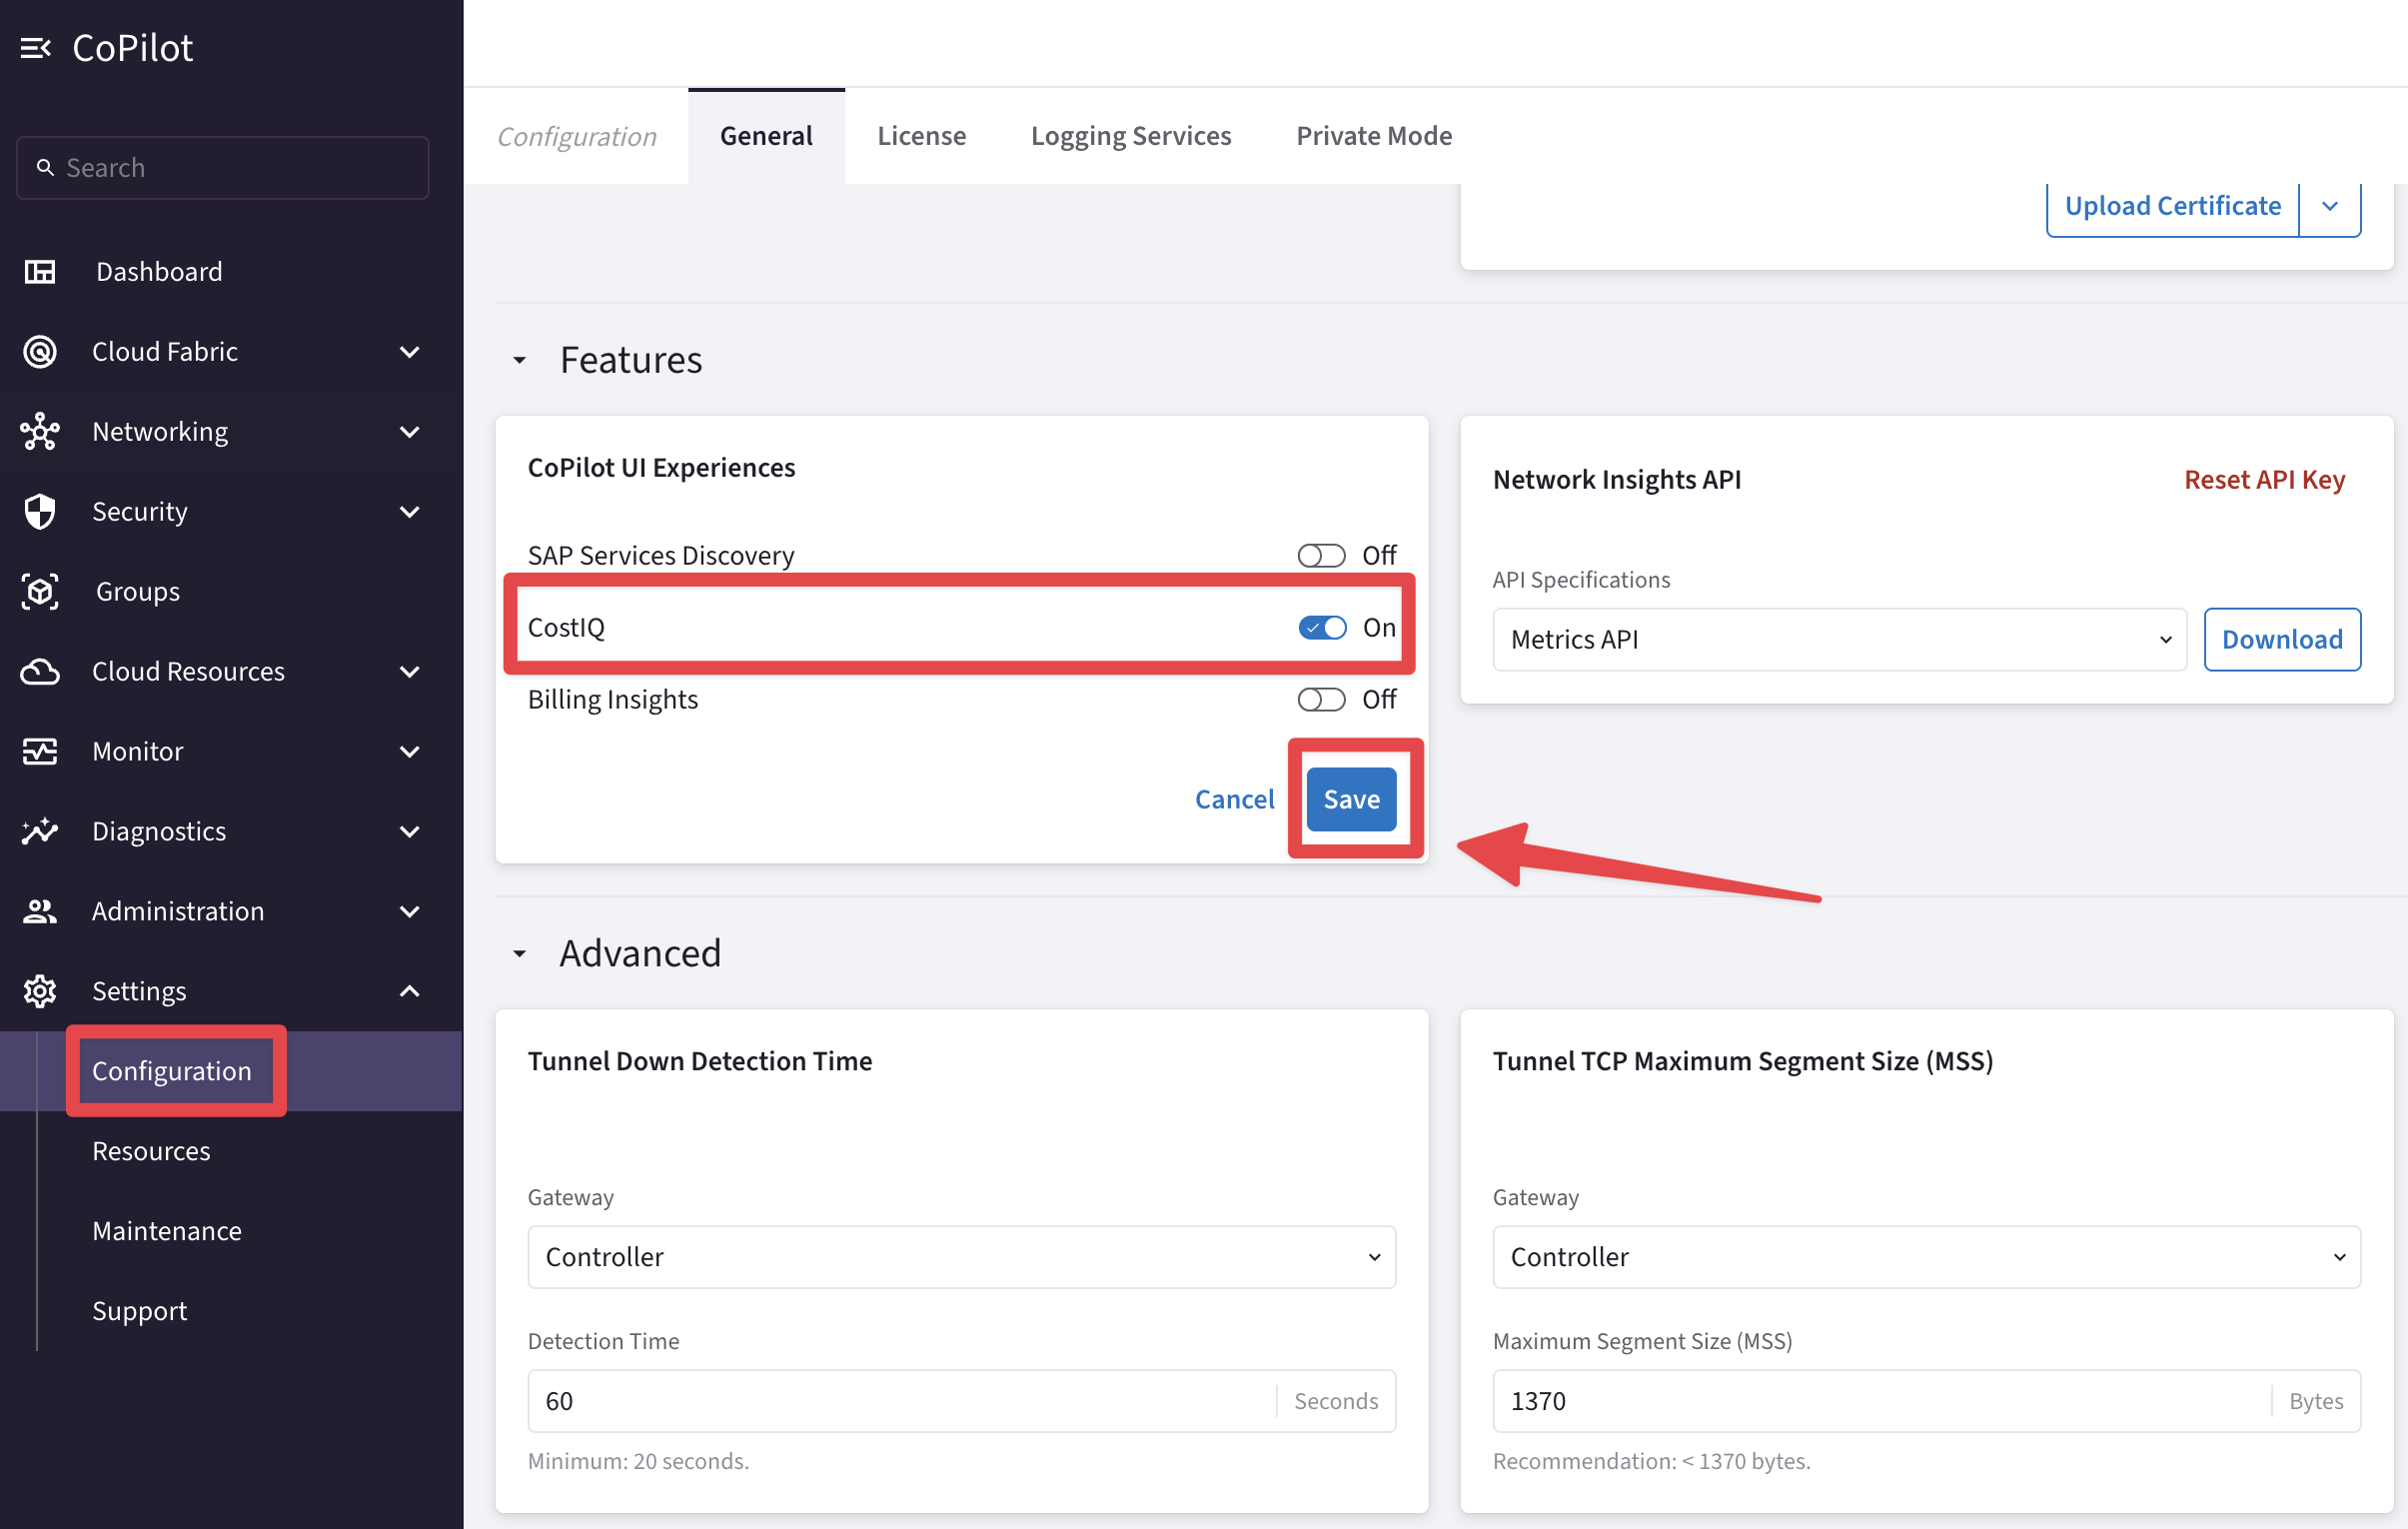 CoPilot
Search
Dashboard
Cloud Fabric
Networking
Security
Groups
Cloud Resources
Monitor
Diagnostics
Administration
Settings
Configuration
Resources
Maintenance
Support
Configuration General License Logging Services Private Mode
Upload Certificate
Features
CoPilot UI Experiences
SAP Services Discovery Off
CostIQ On
Billing Insights Off
Cancel Save
Network Insights API Reset API Key
API Specifications
Metrics API Download
Advanced
Tunnel Down Detection Time
Gateway
Controller
Detection Time
60 Seconds
Minimum: 20 seconds.
Tunnel TCP Maximum Segment Size (MSS)
Gateway
Controller
Maximum Segment Size (MSS)
1370 Bytes
Recommendation: < 1370 bytes.